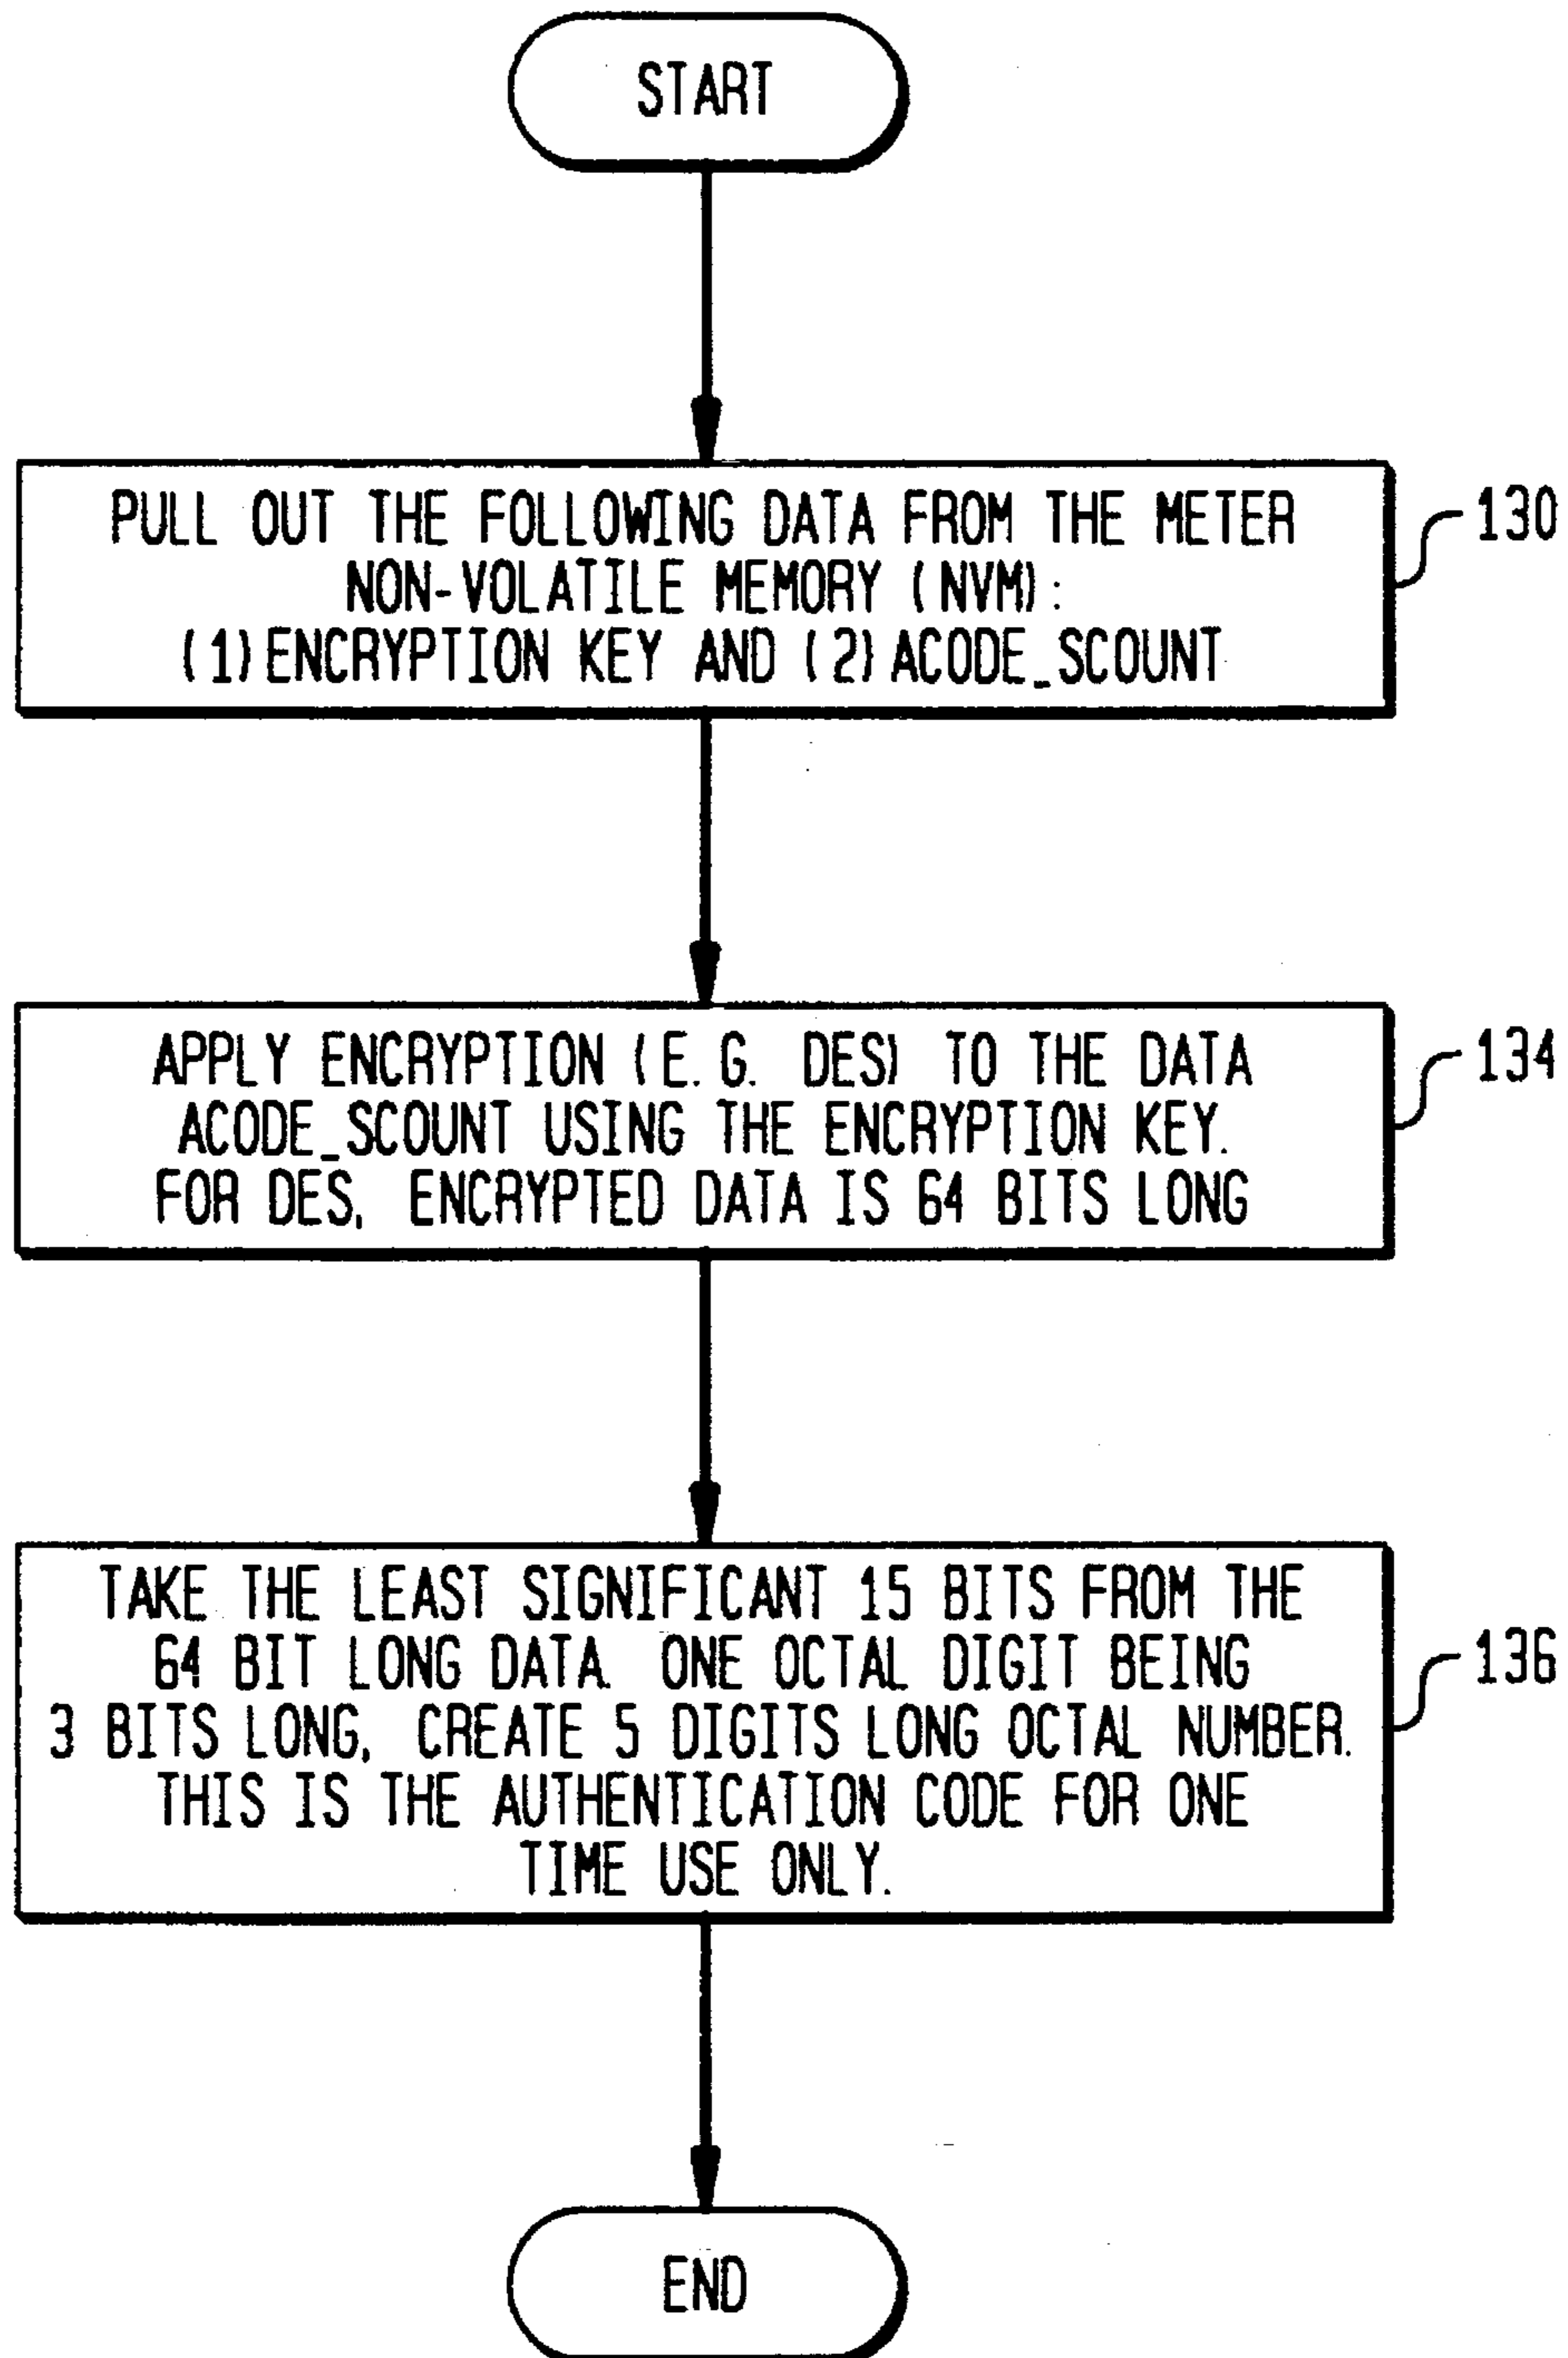 START
PULL OUT THE FOLLOWING DATA FROM THE METER
NON-VOLATILE MEMORY (NVM):
(1) ENCRYPTION KEY AND (2) ACODE_SCOUNT
130
APPLY ENCRYPTION (E.G. DES) TO THE DATA
ACODE_SCOUNT USING THE ENCRYPTION KEY.
FOR DES, ENCRYPTED DATA IS 64 BITS LONG
134
TAKE THE LEAST SIGNIFICANT 15 BITS FROM THE
64 BIT LONG DATA. ONE OCTAL DIGIT BEING
3 BITS LONG, CREATE 5 DIGITS LONG OCTAL NUMBER.
THIS IS THE AUTHENTICATION CODE FOR ONE
TIME USE ONLY.
136
END